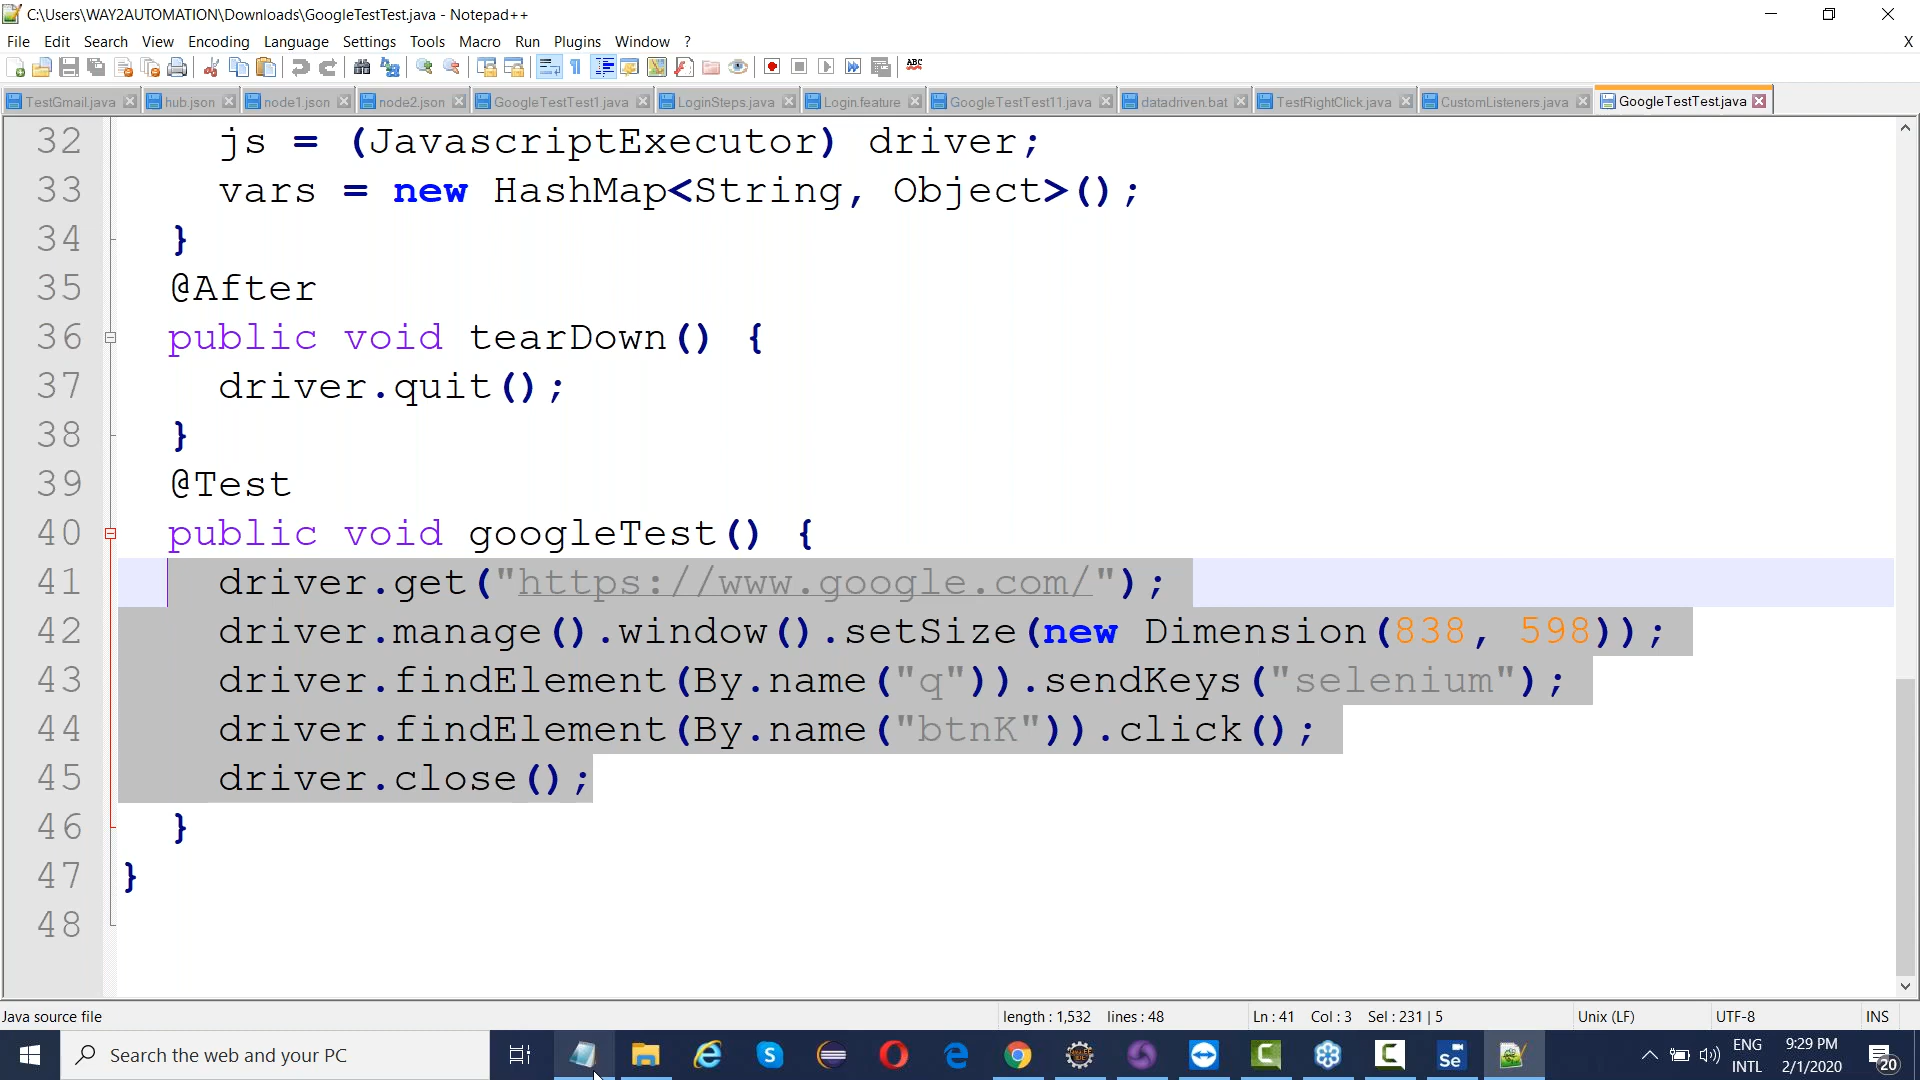 C:\Users\WAY2AUTOMATION\Downloads\GoogleTestTest.java - Notepad++
File Edit Search View Encoding Language Settings Tools Macro Run Plugins Window ? X
ABC
TestGmail.java hub.json node1.json node2.json GoogleTestTest1.java LoginSteps.java Login.feature GoogleTestTest11.java datadriven.bat TestRightClick.java CustomListeners.java GoogleTestTest.java
32 js = (JavascriptExecutor) driver;
33 vars = new HashMap<String, Object>();
34 }
35 @After
36 public void tearDown() {
37 driver.quit();
38 }
39 @Test
40 public void googleTest() {
41 driver.get("https://www.google.com/");
42 driver.manage().window().setSize(new Dimension(838, 598));
43 driver.findElement(By.name("q")).sendKeys("selenium");
44 driver.findElement(By.name("btnK")).click();
45 driver.close();
46 }
47 }
48
Java source file length : 1,532 lines : 48 Ln : 41 Col : 3 Sel : 231 | 5 Unix (LF) UTF-8 INS
Search the web and your PC
Se
ENG
INTL
9:29 PM
2/1/2020
20